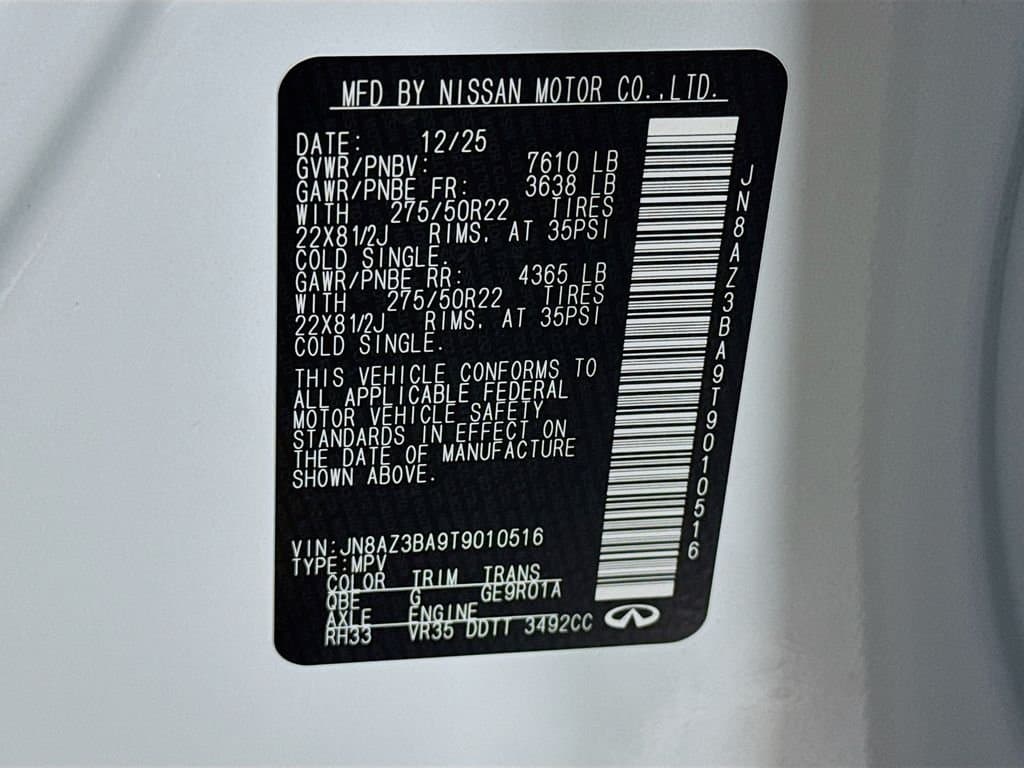 MFD BY NISSAN MOTOR CO.,LTD.
DATE: 12/25
GVWR/PNBV: 7610 LB
GAWR/PNBE FR: 3638 LB
WITH 275/50R22 TIRES
22X81/2J RIMS, AT 35PSI
COLD SINGLE.
GAWR/PNBE RR: 4365 LB
WITH 275/50R22 TIRES
22X81/2J RIMS, AT 35PSI
COLD SINGLE.
THIS VEHICLE CONFORMS TO
ALL APPLICABLE FEDERAL
MOTOR VEHICLE SAFETY
STANDARDS IN EFFECT ON
THE DATE OF MANUFACTURE
SHOWN ABOVE.
VIN:JN8AZ3BA9T9010516
TYPE:MPV
COLOR TRIM TRANS
QBE G GE9R01A
AXLE ENGINE
RH33 VR35 DDTT 3492CC
JN8AZ3BA9T9010516